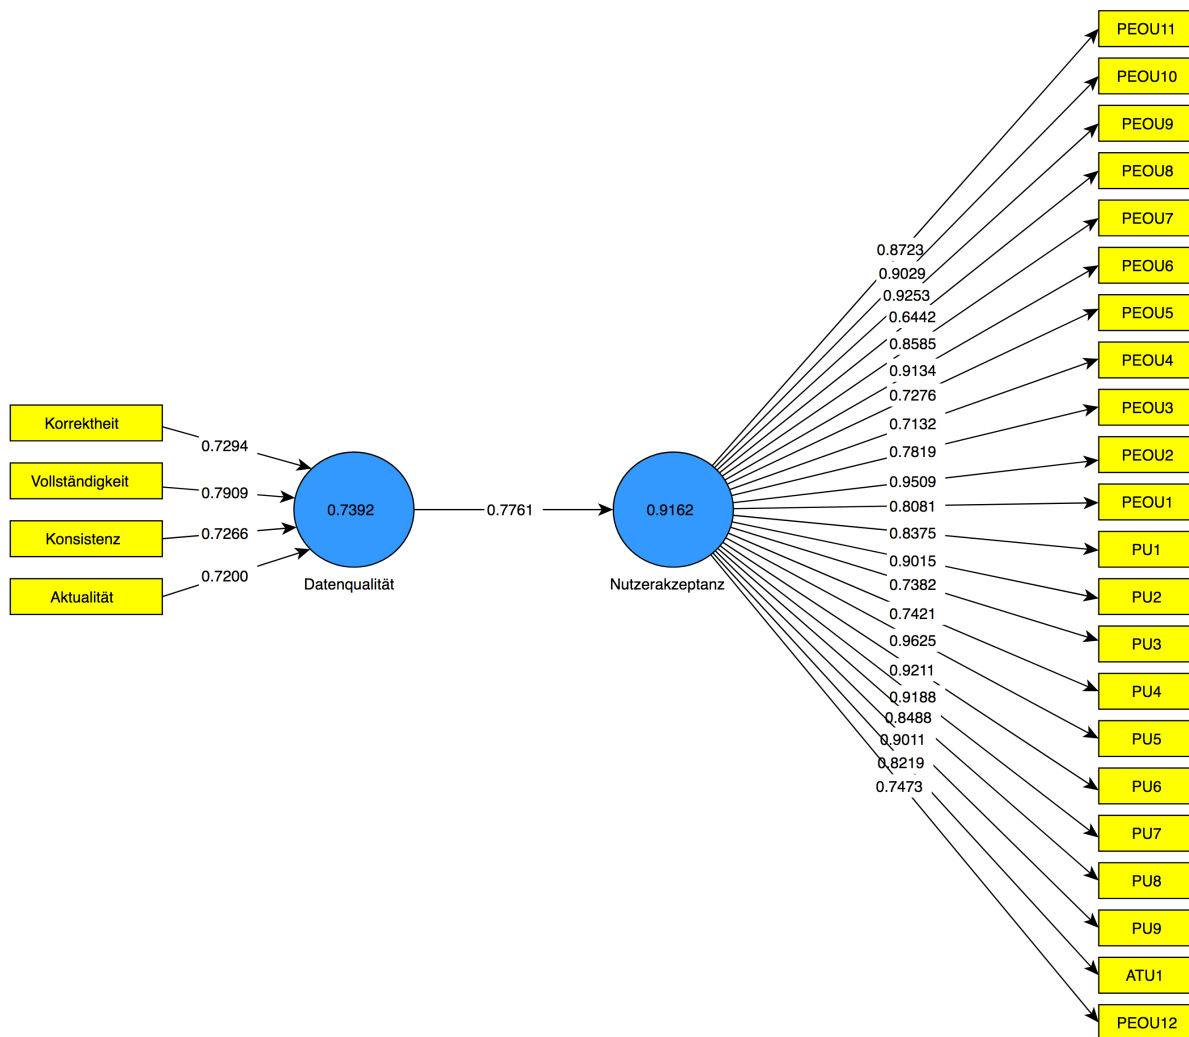 PEOU11
PEOU10
PEOU9
PEOU8
PEOU7
PEOU6
PEOU5
PEOU4
PEOU3
PEOU2
PEOU1
PU1
PU2
PU3
PU4
PU5
PU6
PU7
PU8
PU9
ATU1
PEOU12
0.8723
0.9029
0.9253
0.6442
0.8585
0.9134
0.7276
0.7132
0.7819
0.9509
0.8081
0.8375
0.9015
0.7382
0.7421
0.9625
0.9211
0.9188
0.8488
0.9011
0.8219
0.7473
Korrektheit
Vollständigkeit
Konsistenz
Aktualität
0.7294
0.7909
0.7266
0.7200
0.7392
Datenqualität
0.7761
0.9162
Nutzerakzeptanz